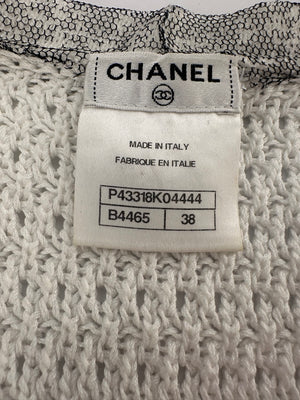 CHANEL
MADE IN ITALY
FABRIQUE EN ITALIE
P43318K04444
B4465 38